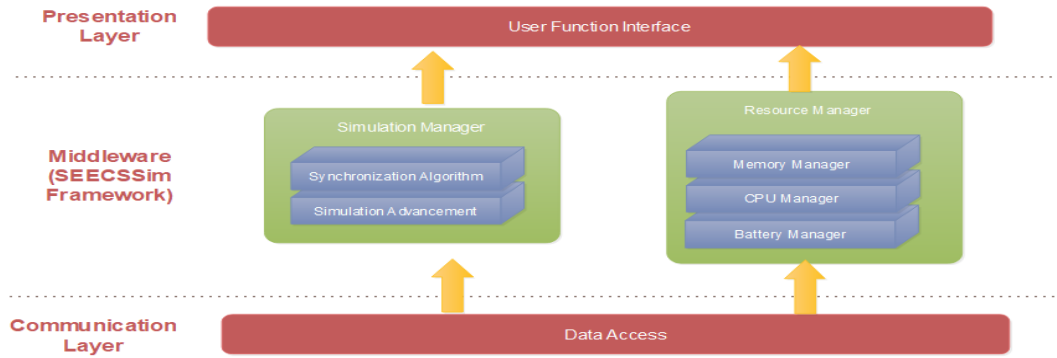 Presentation
Layer
User Function Interface
Middleware
(SEECSSim
Framework)
Simulation Manager
Synchronization Algorithm
Simulation Advancement
Resource Manager
Memory Manager
CPU Manager
Battery Manager
Communication
Layer
Data Access